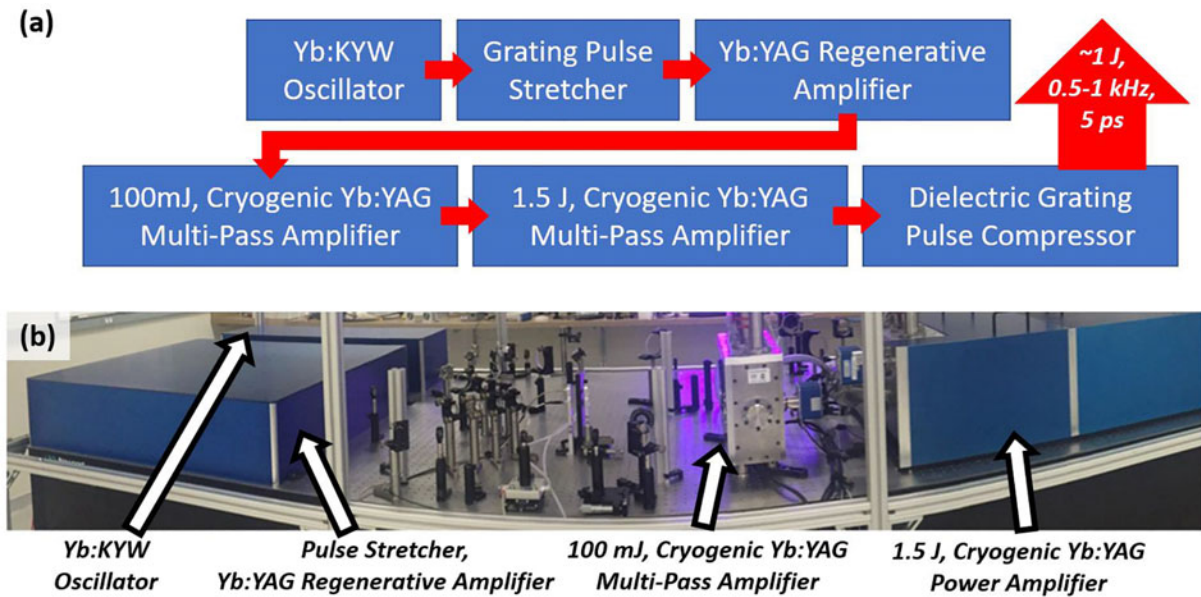 (a)
Yb:KYW
Oscillator
Grating Pulse
Stretcher
Yb:YAG Regenerative
Amplifier
~1 J,
0.5-1 kHz,
5 ps
100mJ, Cryogenic Yb:YAG
Multi-Pass Amplifier
1.5 J, Cryogenic Yb:YAG
Multi-Pass Amplifier
Dielectric Grating
Pulse Compressor
(b)
Yb:KYW
Oscillator
Pulse Stretcher,
Yb:YAG Regenerative Amplifier
100 mJ, Cryogenic Yb:YAG
Multi-Pass Amplifier
1.5 J, Cryogenic Yb:YAG
Power Amplifier